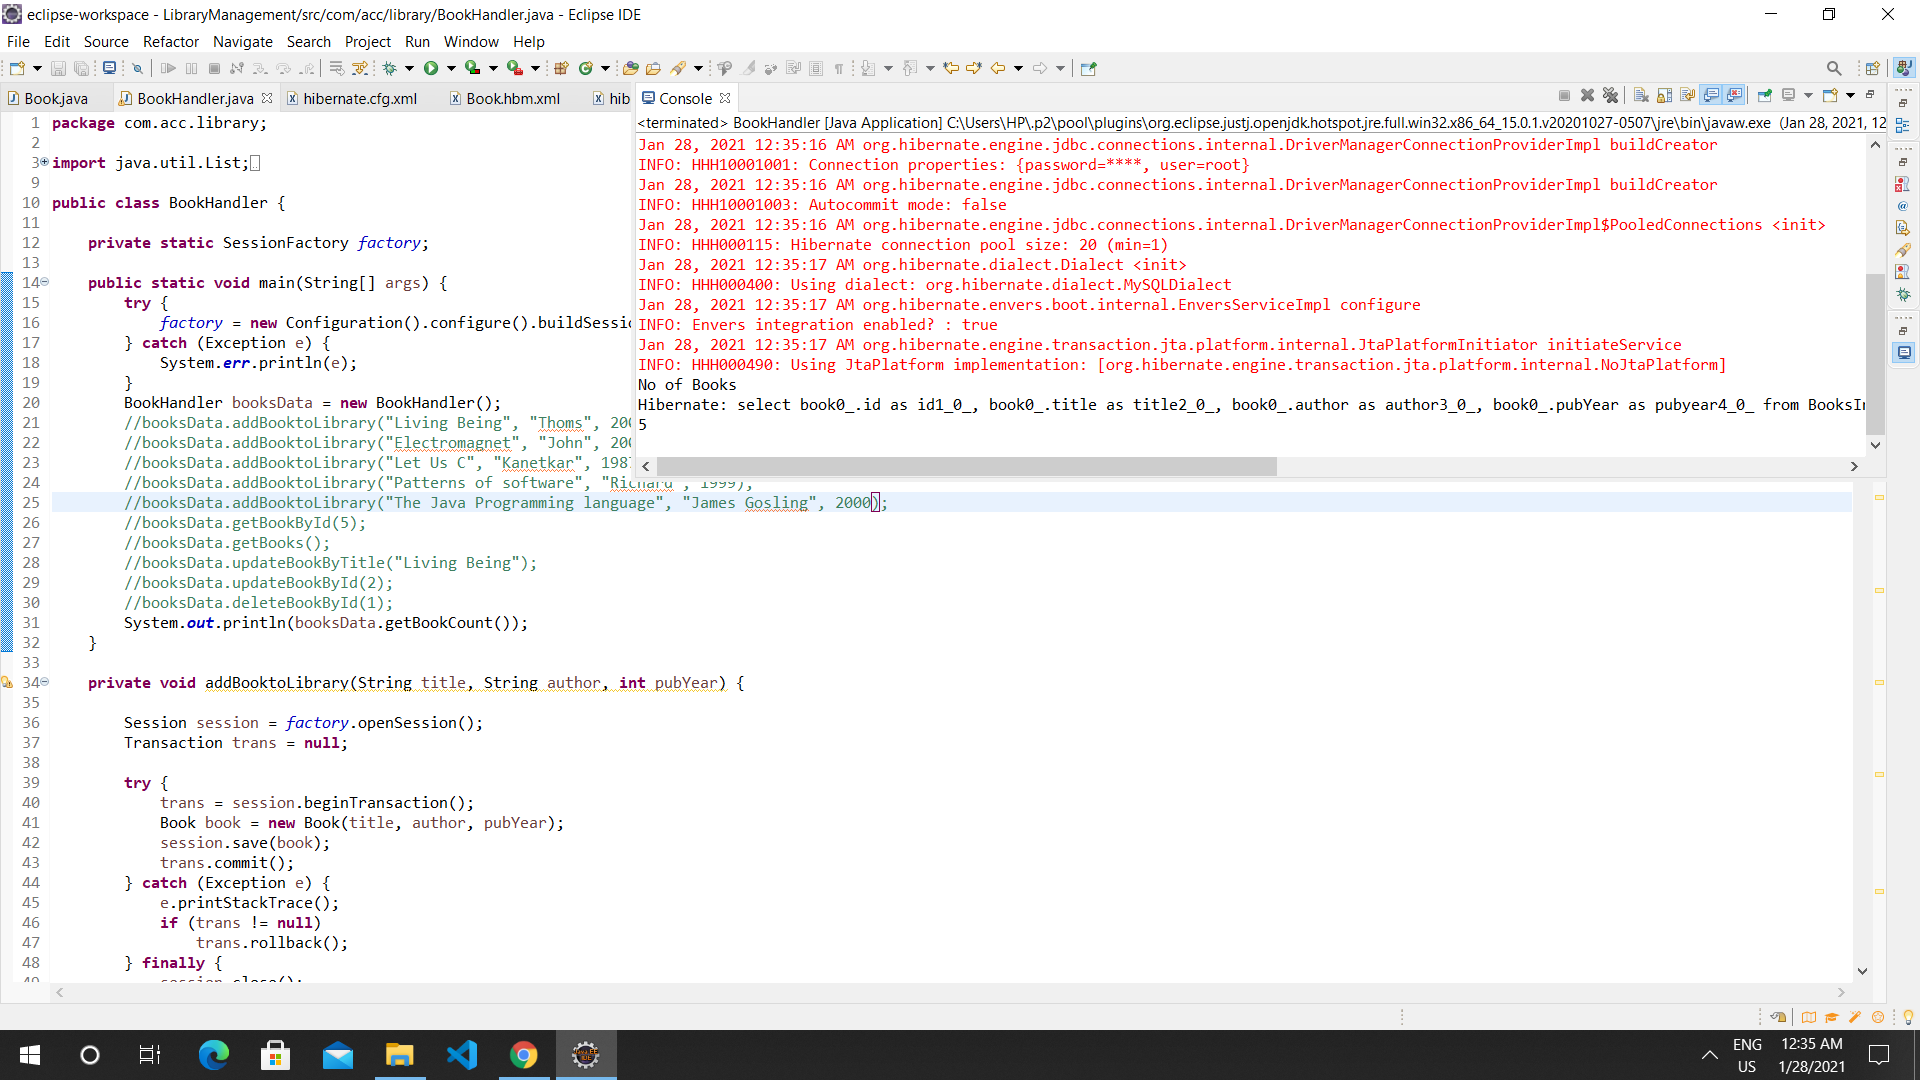 eclipse-workspace - LibraryManagement/src/com/acc/library/BookHandler.java - Eclipse IDE
File Edit Source Refactor Navigate Search Project Run Window Help
Book.java BookHandler.java hibernate.cfg.xml Book.hbm.xml hib
Console
<terminated> BookHandler [Java Application] C:\Users\HP\.p2\pool\plugins\org.eclipse.justj.openjdk.hotspot.jre.full.win32.x86_64_15.0.1.v20201027-0507\jre\bin\javaw.exe (Jan 28, 2021, 12
Jan 28, 2021 12:35:16 AM org.hibernate.engine.jdbc.connections.internal.DriverManagerConnectionProviderImpl buildCreator
INFO: HHH10001001: Connection properties: {password=****, user=root}
Jan 28, 2021 12:35:16 AM org.hibernate.engine.jdbc.connections.internal.DriverManagerConnectionProviderImpl buildCreator
INFO: HHH10001003: Autocommit mode: false
Jan 28, 2021 12:35:16 AM org.hibernate.engine.jdbc.connections.internal.DriverManagerConnectionProviderImpl$PooledConnections <init>
INFO: HHH000115: Hibernate connection pool size: 20 (min=1)
Jan 28, 2021 12:35:17 AM org.hibernate.dialect.Dialect <init>
INFO: HHH000400: Using dialect: org.hibernate.dialect.MySQLDialect
Jan 28, 2021 12:35:17 AM org.hibernate.envers.boot.internal.EnversServiceImpl configure
INFO: Envers integration enabled? : true
Jan 28, 2021 12:35:17 AM org.hibernate.engine.transaction.jta.platform.internal.JtaPlatformInitiator initiateService
INFO: HHH000490: Using JtaPlatform implementation: [org.hibernate.engine.transaction.jta.platform.internal.NoJtaPlatform]
No of Books
Hibernate: select book0_.id as id1_0_, book0_.title as title2_0_, book0_.author as author3_0_, book0_.pubYear as pubyear4_0_ from BooksIn
5
1 package com.acc.library;
2
3 import java.util.List;
9
10 public class BookHandler {
11
12 private static SessionFactory factory;
13
14 public static void main(String[] args) {
15 try {
16 factory = new Configuration().configure().buildSessio
17 } catch (Exception e) {
18 System.err.println(e);
19 }
20 BookHandler booksData = new BookHandler();
21 //booksData.addBooktoLibrary("Living Being", "Thoms", 200
22 //booksData.addBooktoLibrary("Electromagnet", "John", 200
23 //booksData.addBooktoLibrary("Let Us C", "Kanetkar", 1987
24 //booksData.addBooktoLibrary("Patterns of software", "Richard", 1999);
25 //booksData.addBooktoLibrary("The Java Programming language", "James Gosling", 2000);
26 //booksData.getBookById(5);
27 //booksData.getBooks();
28 //booksData.updateBookByTitle("Living Being");
29 //booksData.updateBookById(2);
30 //booksData.deleteBookById(1);
31 System.out.println(booksData.getBookCount());
32 }
33
34 private void addBooktoLibrary(String title, String author, int pubYear) {
35
36 Session session = factory.openSession();
37 Transaction trans = null;
38
39 try {
40 trans = session.beginTransaction();
41 Book book = new Book(title, author, pubYear);
42 session.save(book);
43 trans.commit();
44 } catch (Exception e) {
45 e.printStackTrace();
46 if (trans != null)
47 trans.rollback();
48 } finally {
49 session.close();
ENG
US
12:35 AM
1/28/2021